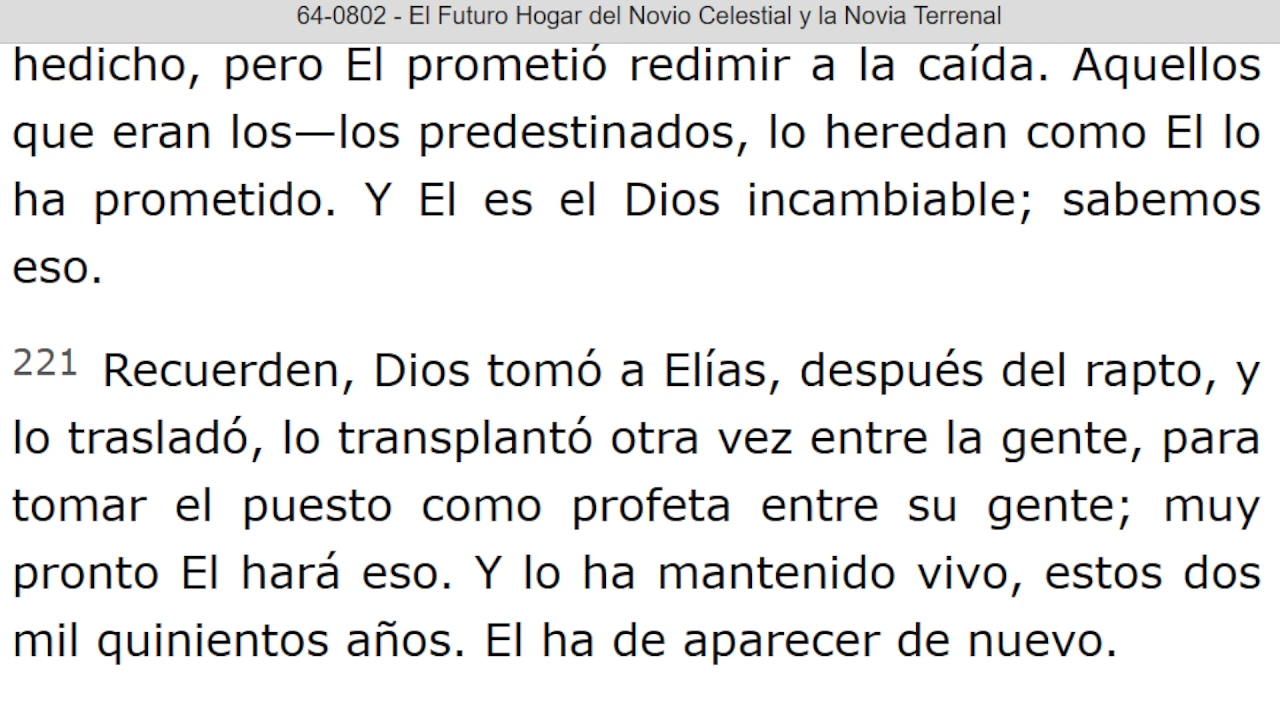 64-0802 - El Futuro Hogar del Novio Celestial y la Novia Terrenal
hedicho, pero El prometió redimir a la caída. Aquellos
que eran los—los predestinados, lo heredan como El lo
ha prometido. Y El es el Dios incambiable; sabemos
eso.
221 Recuerden, Dios tomó a Elías, después del rapto, y
lo trasladó, lo transplantó otra vez entre la gente, para
tomar el puesto como profeta entre su gente; muy
pronto El hará eso. Y lo ha mantenido vivo, estos dos
mil quinientos años. El ha de aparecer de nuevo.